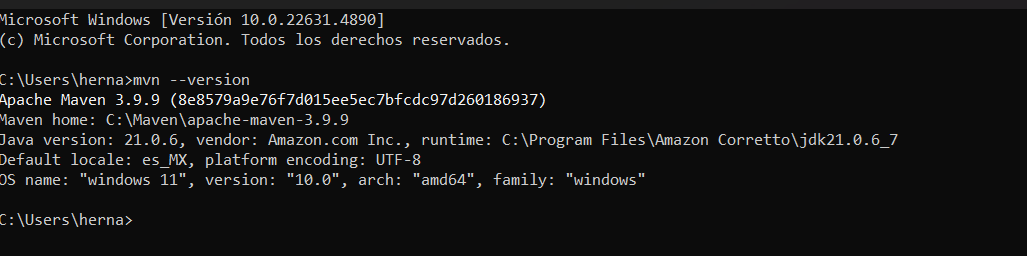 Microsoft Windows [Versión 10.0.22631.4890]
(c) Microsoft Corporation. Todos los derechos reservados.
C:\Users\herna>mvn --version
Apache Maven 3.9.9 (8e8579a9e76f7d015ee5ec7bfcdc97d260186937)
Maven home: C:\Maven\apache-maven-3.9.9
Java version: 21.0.6, vendor: Amazon.com Inc., runtime: C:\Program Files\Amazon Corretto\jdk21.0.6_7
Default locale: es_MX, platform encoding: UTF-8
OS name: "windows 11", version: "10.0", arch: "amd64", family: "windows"
C:\Users\herna>